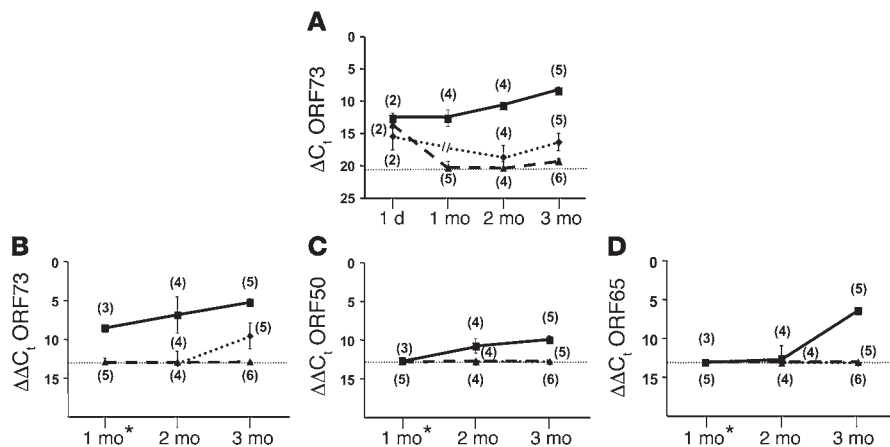 A
ΔCt ORF73
0
5
10
15
20
25
(2)
(4)
(4)
(5)
(2)
(2)
(4)
(5)
(5)
(4)
(6)
1 d
1 mo
2 mo
3 mo
B
ΔΔCt ORF73
0
5
10
15
(3)
(4)
(5)
(4)
(5)
(5)
(4)
(6)
1 mo*
2 mo
3 mo
C
ΔΔCt ORF50
0
5
10
15
(3)
(4)
(5)
(4)
(5)
(5)
(4)
(6)
1 mo*
2 mo
3 mo
D
ΔΔCt ORF65
0
5
10
15
(3)
(4)
(5)
(4)
(5)
(5)
(4)
(6)
1 mo*
2 mo
3 mo